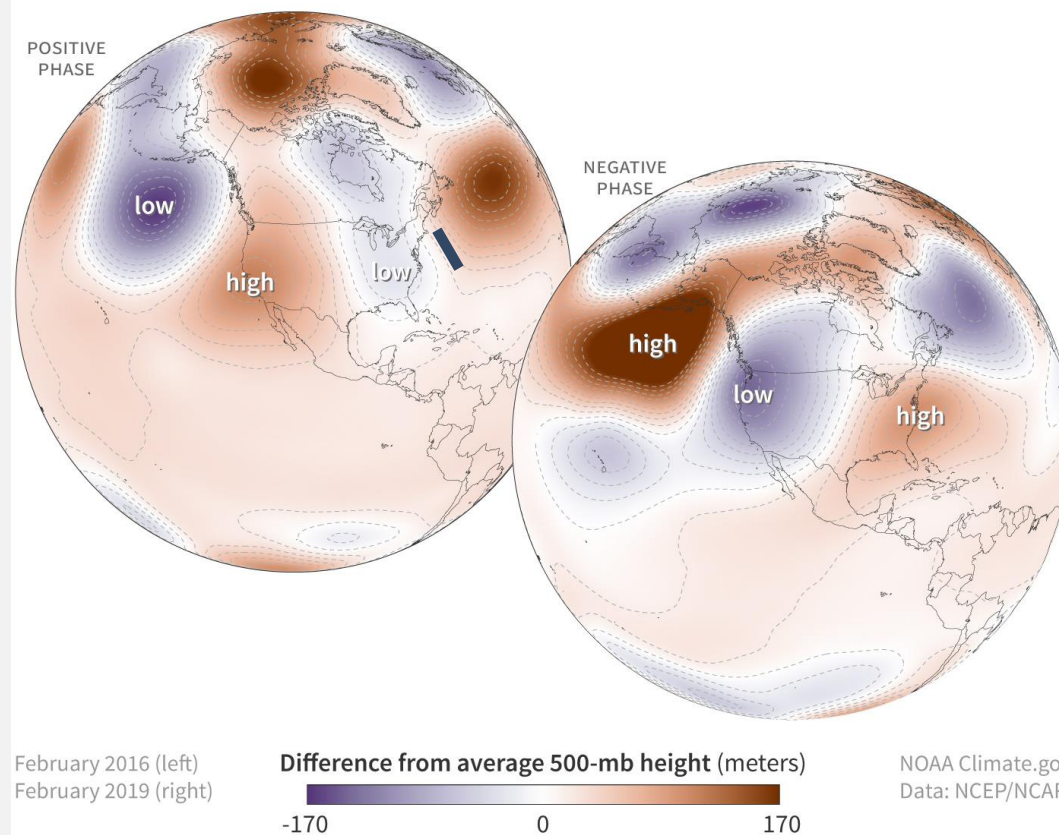 POSITIVE
PHASE
low
high
low
NEGATIVE
PHASE
high
low
high
February 2016 (left)
February 2019 (right)
Difference from average 500-mb height (meters)
-170
0
170
NOAA Climate.go
Data: NCEP/NCAR